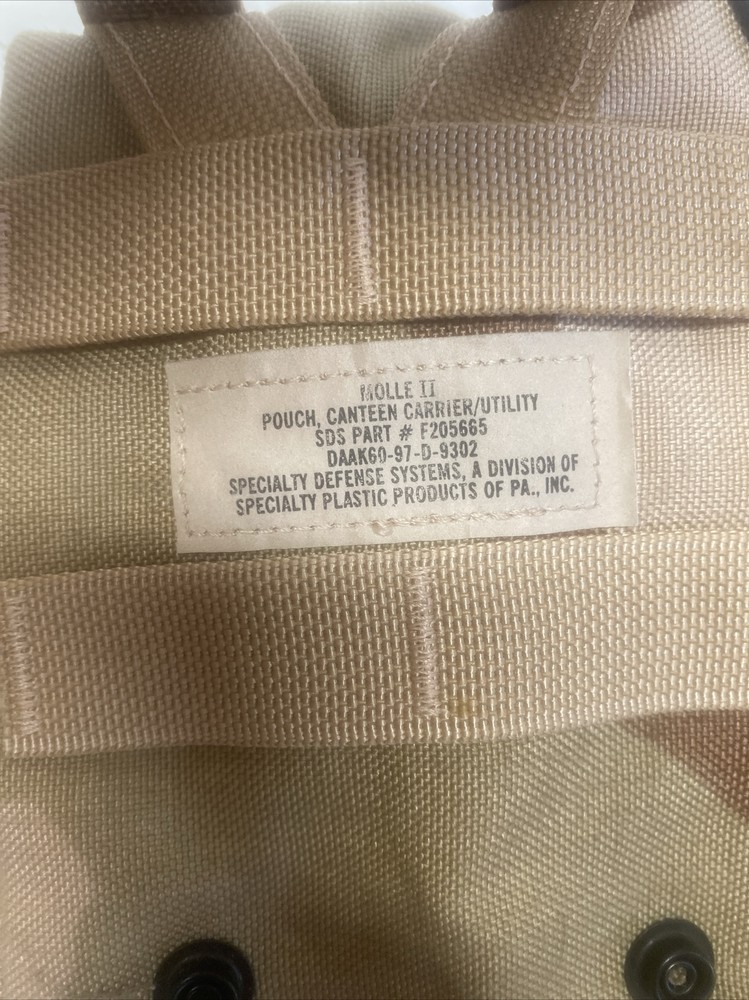 MOLLE II
POUCH, CANTEEN CARRIER/UTILITY
SDS PART # F205665
DAAK60-97-D-9302
SPECIALTY DEFENSE SYSTEMS, A DIVISION OF
SPECIALTY PLASTIC PRODUCTS OF PA., INC.